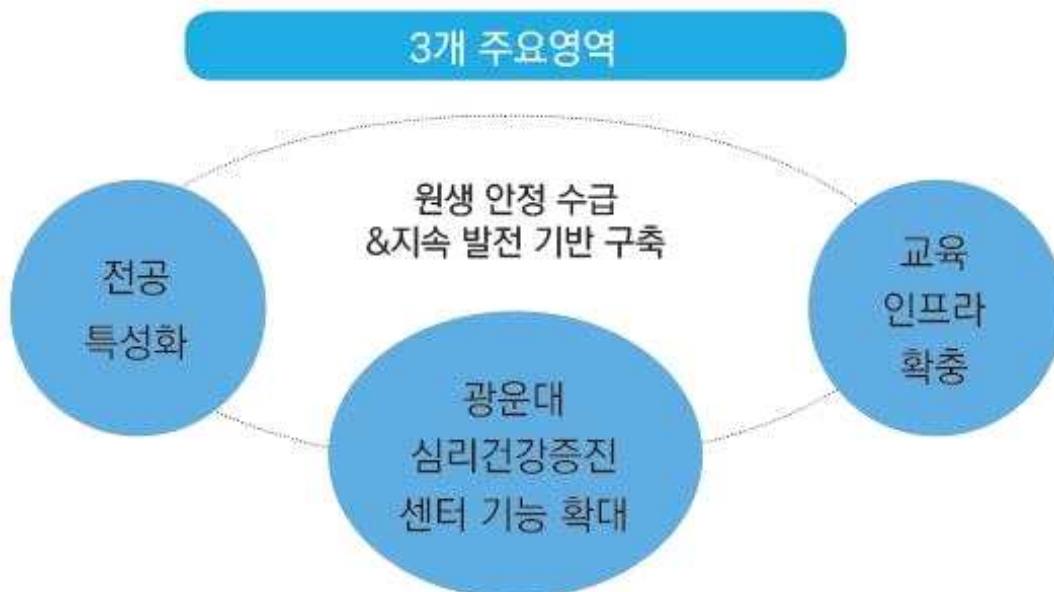 3개 주요영역
원생 안정 수급
&지속 발전 기반 구축
전공
특성화
광운대
심리건강증진
센터 기능 확대
교육
인프라
확충